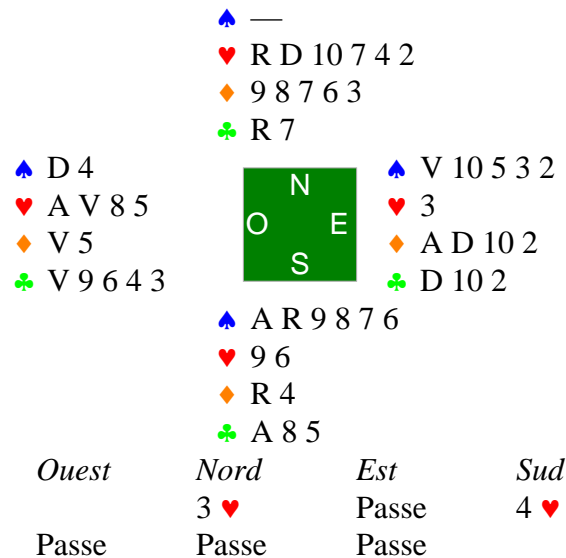 ♠ —
♥ R D 10 7 4 2
♦ 9 8 7 6 3
♣ R 7
♠ D 4
♥ A V 8 5
♦ V 5
♣ V 9 6 4 3
N
O E
S
♠ V 10 5 3 2
♥ 3
♦ A D 10 2
♣ D 10 2
♠ A R 9 8 7 6
♥ 9 6
♦ R 4
♣ A 8 5
Ouest Nord Est Sud
3 ♥ Passe 4 ♥
Passe Passe Passe